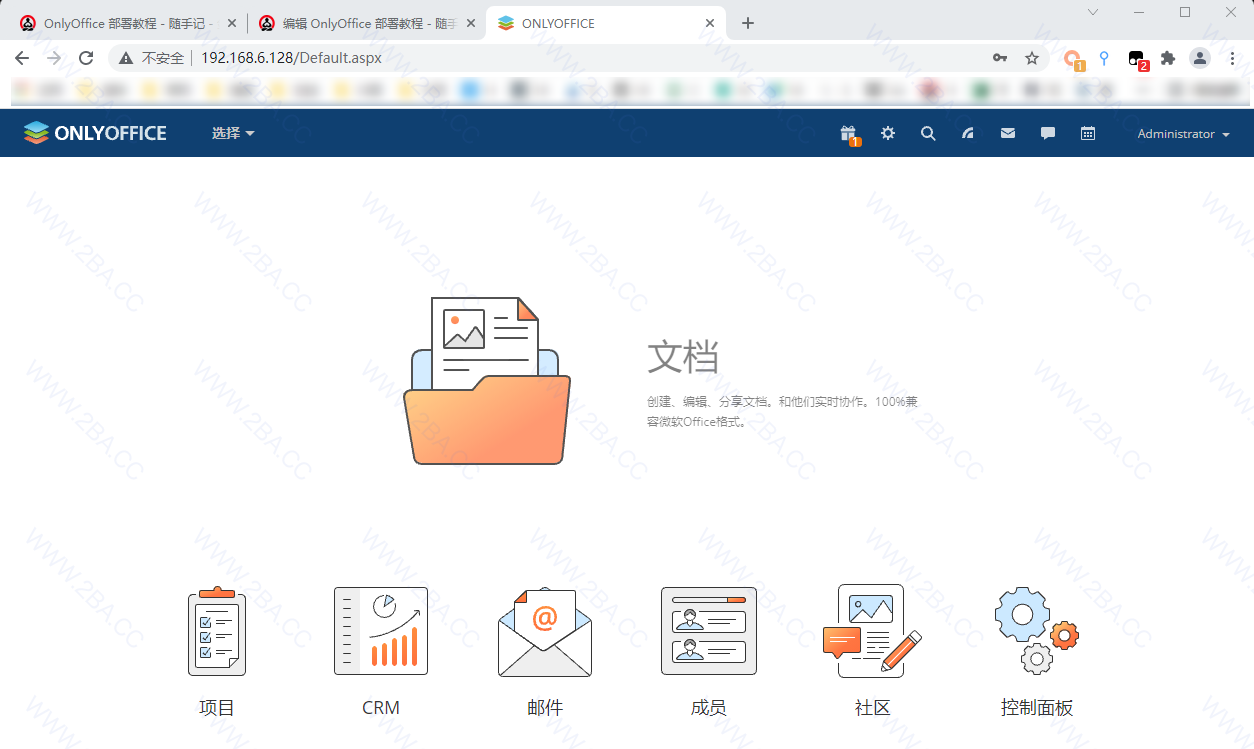 OnlyOffice 部署教程 - 随手记 -
编辑 OnlyOffice 部署教程 - 随手
ONLYOFFICE
不安全
192.168.6.128/Default.aspx
1
2
ONLYOFFICE
选择
1
Administrator
文档
创建、编辑、分享文档。和他们实时协作。100%兼
容微软Office格式。
@
项目
CRM
邮件
成员
社区
控制面板
WWW.2BA.CC